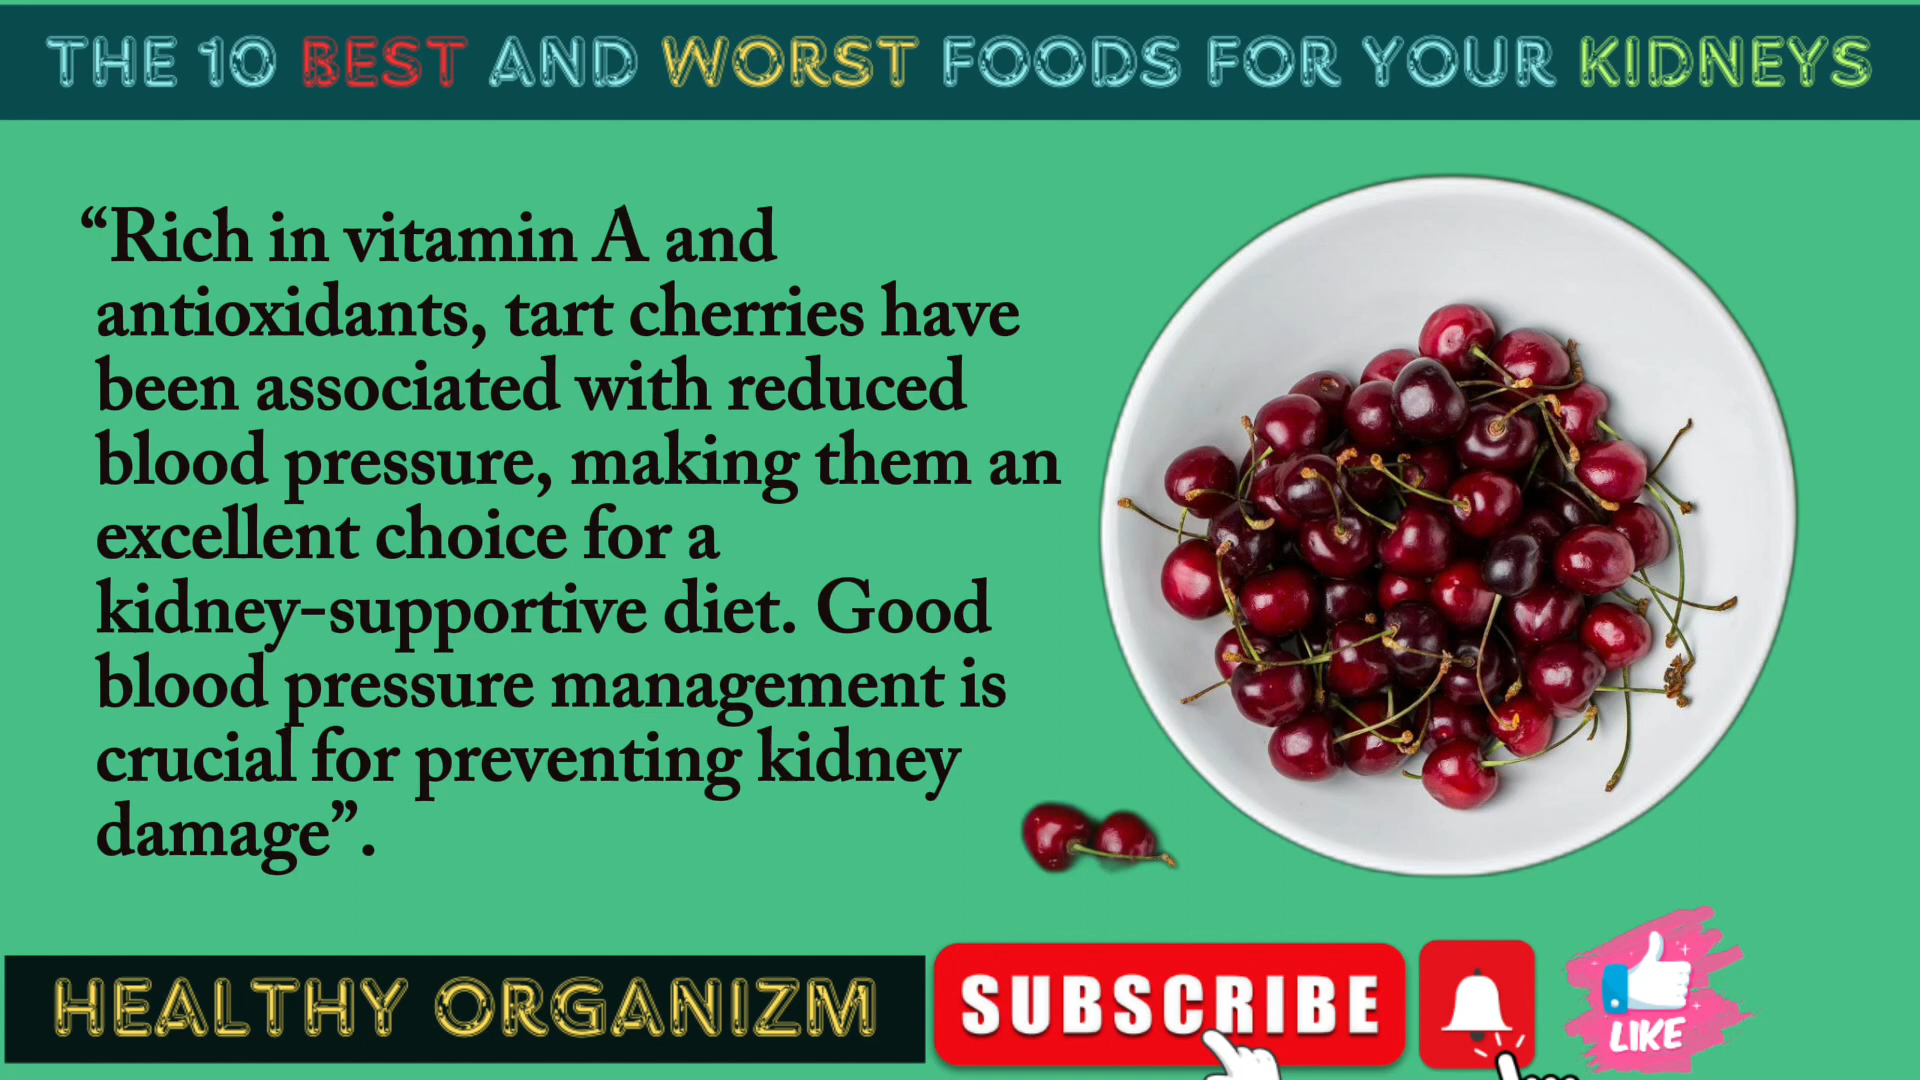 THE 10 BEST AND WORST FOODS FOR YOUR KIDNEYS
“Rich in vitamin A and
antioxidants, tart cherries have
been associated with reduced
blood pressure, making them an
excellent choice for a
kidney-supportive diet. Good
blood pressure management is
crucial for preventing kidney
damage”.
HEALTHY ORGANIZM
SUBSCRIBE
LIKE